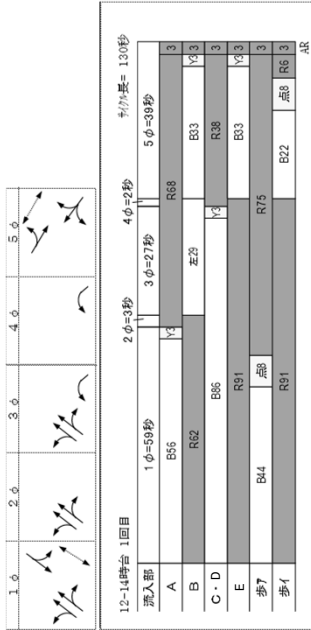 1φ 2φ 3φ 4φ 5φ
12-14時台 1回目 ｻｲｸﾙ長= 130秒
流入部 1φ=59秒 2φ=3秒 3φ=27秒 4φ=2秒 5φ=39秒
A B56 Y3 R68 3
B R62 左29 B33 Y3 3
C・D B86 Y3 R38 3
E R91 B33 Y3 3
歩ｱ B44 点8 R75 3
歩ｲ R91 B22 点8 R6 3
AR